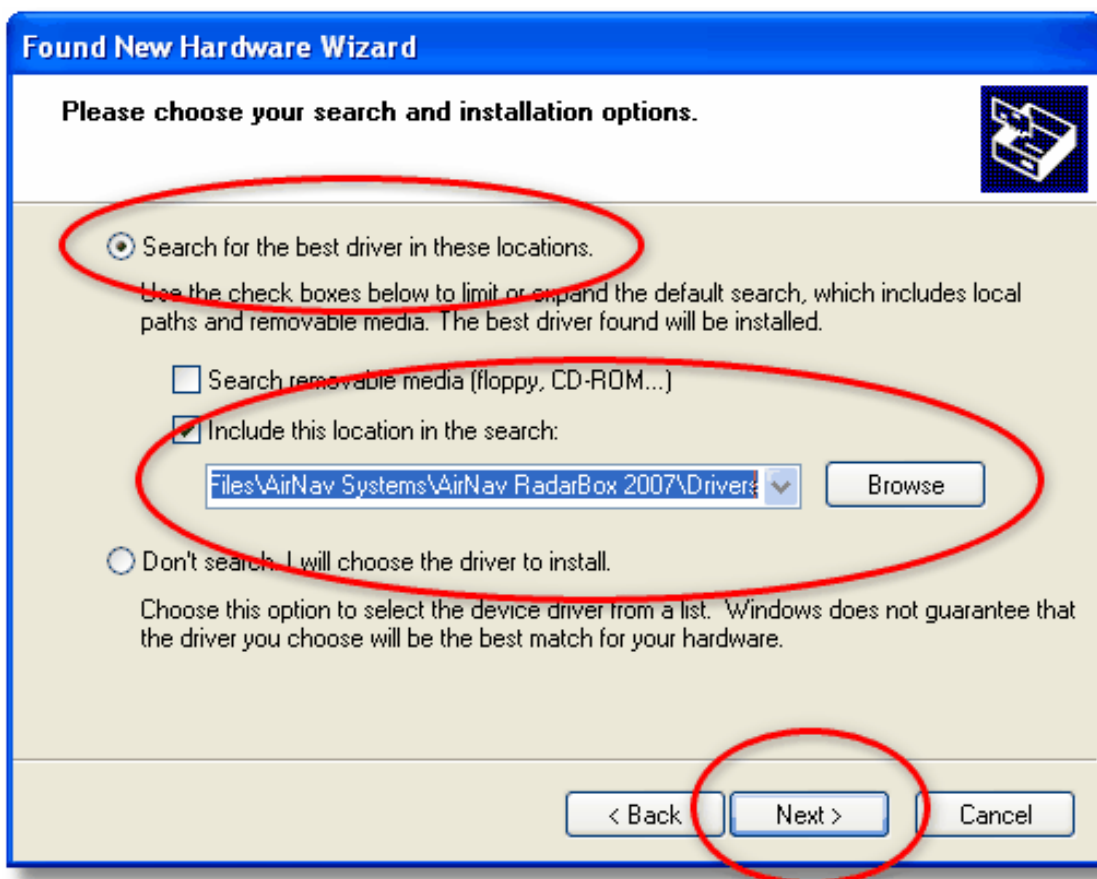 Found New Hardware Wizard
Please choose your search and installation options.
Search for the best driver in these locations.
Use the check boxes below to limit or expand the default search, which includes local
paths and removable media. The best driver found will be installed.
Search removable media (floppy, CD-ROM...)
Include this location in the search:
Files\AirNav Systems\AirNav RadarBox 2007\Drivers
Browse
Don't search. I will choose the driver to install.
Choose this option to select the device driver from a list. Windows does not guarantee that
the driver you choose will be the best match for your hardware.
< Back
Next >
Cancel